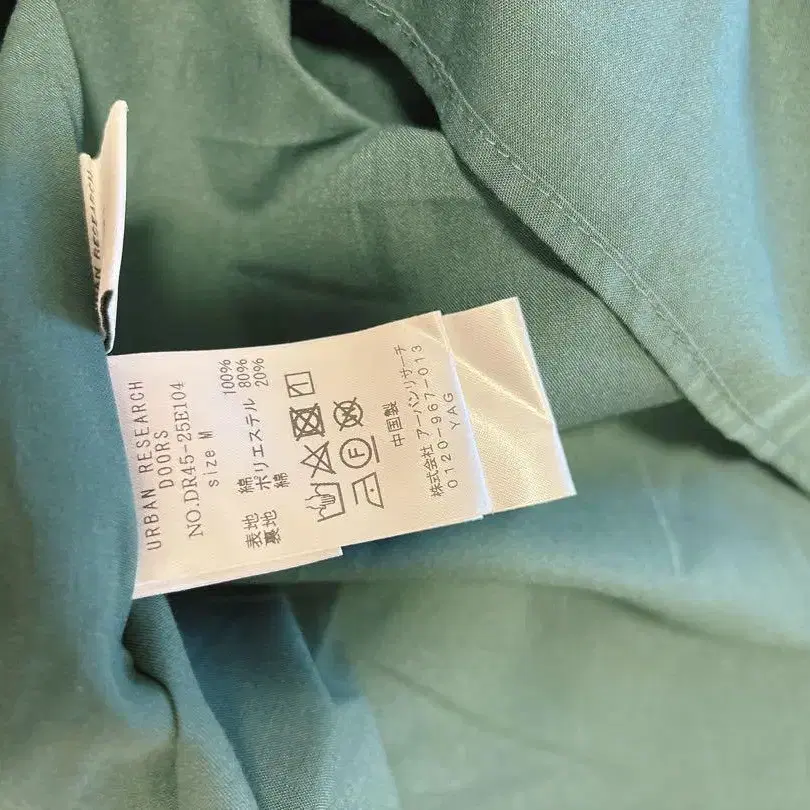 URBAN RESEARCH
DOORS
NO.DR45-25E104
size M
表地 綿 100%
裏地 ポリエステル 80%
綿 20%
F
中国製
株式会社 アーバンリサーチ
0120-967-013
YAG
RESEARCH